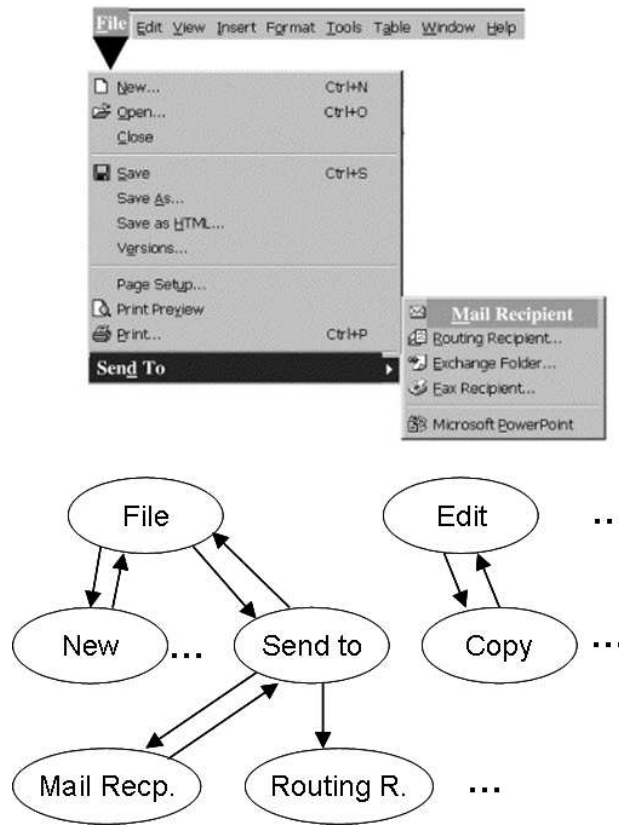 File Edit View Insert Format Tools Table Window Help
New... Ctrl+N
Open... Ctrl+O
Close
Save Ctrl+S
Save As...
Save as HTML...
Versions...
Page Setup...
Print Preview
Print... Ctrl+P
Send To
Mail Recipient
Routing Recipient...
Exchange Folder...
Fax Recipient...
Microsoft PowerPoint
File Edit ...
New ... Send to Copy ...
Mail Recp. Routing R. ...